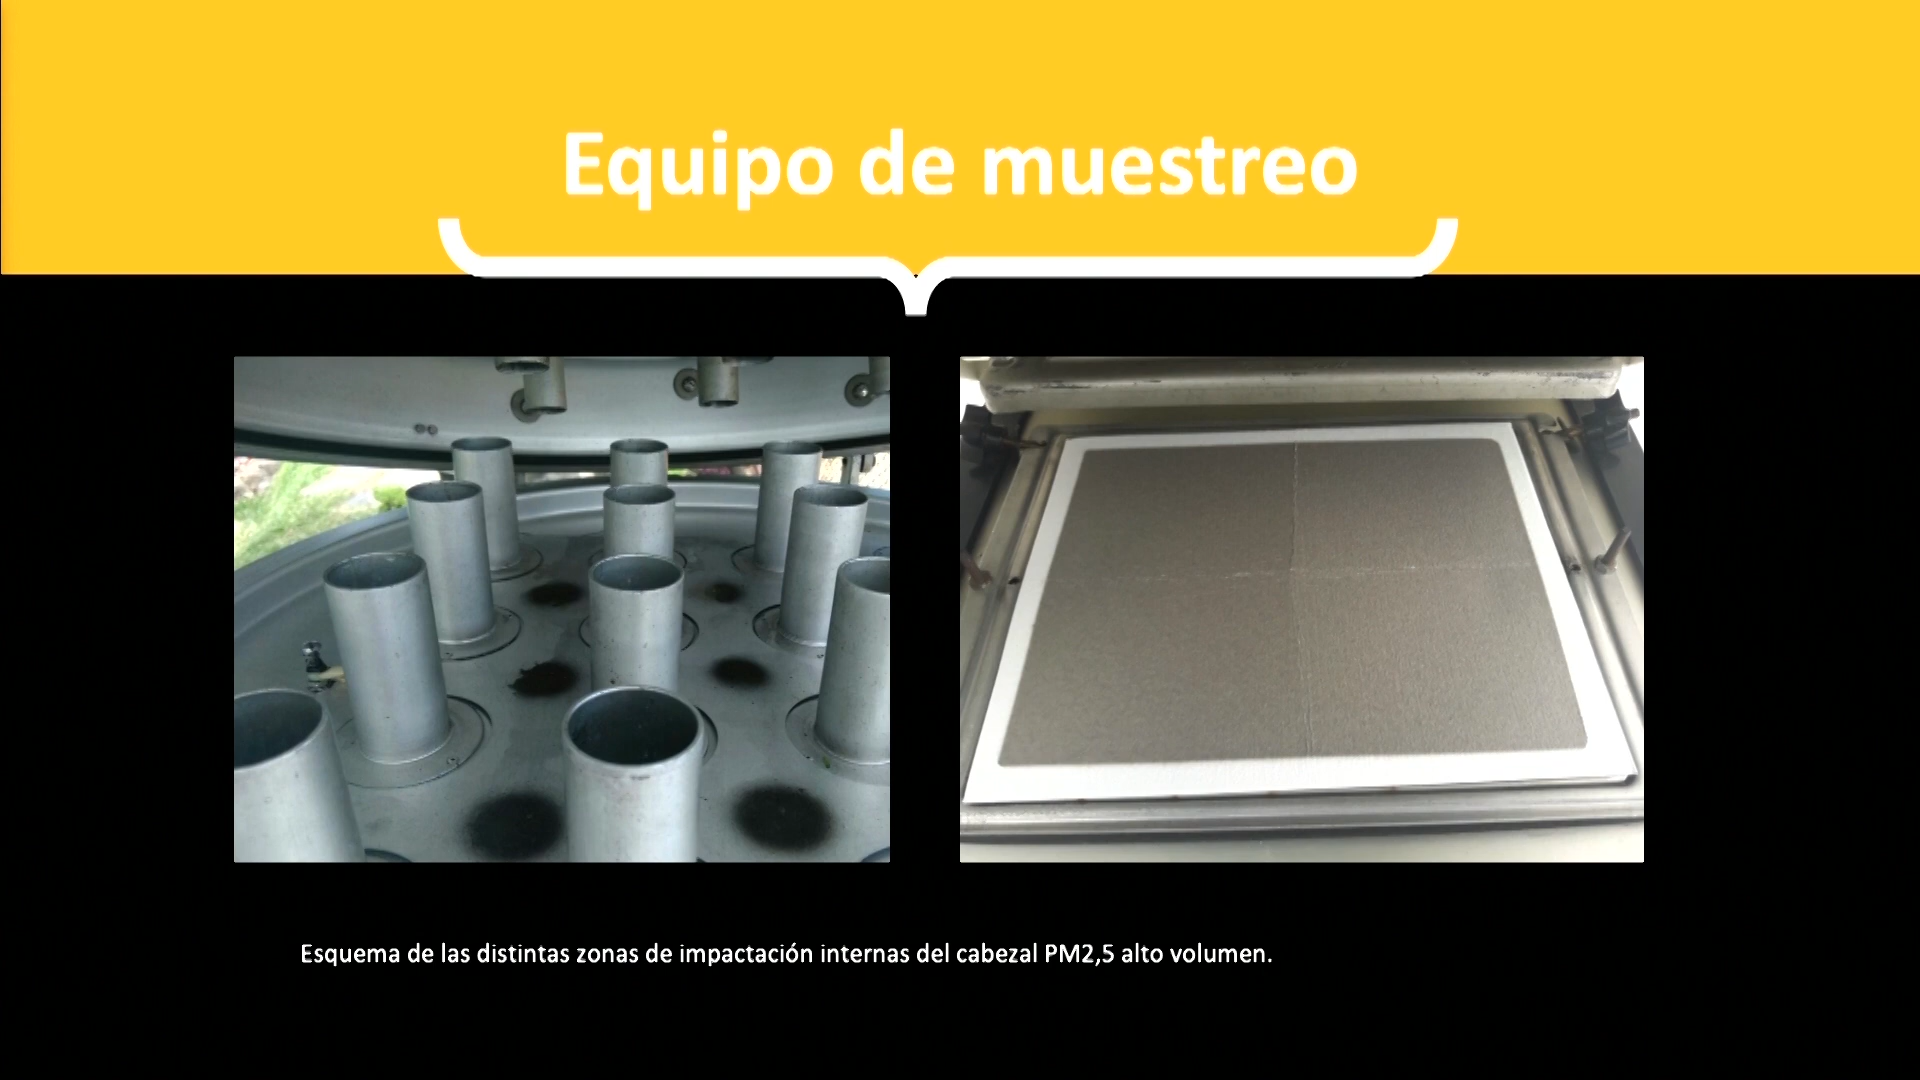 Equipo de muestreo
Esquema de las distintas zonas de impactación internas del cabezal PM2,5 alto volumen.